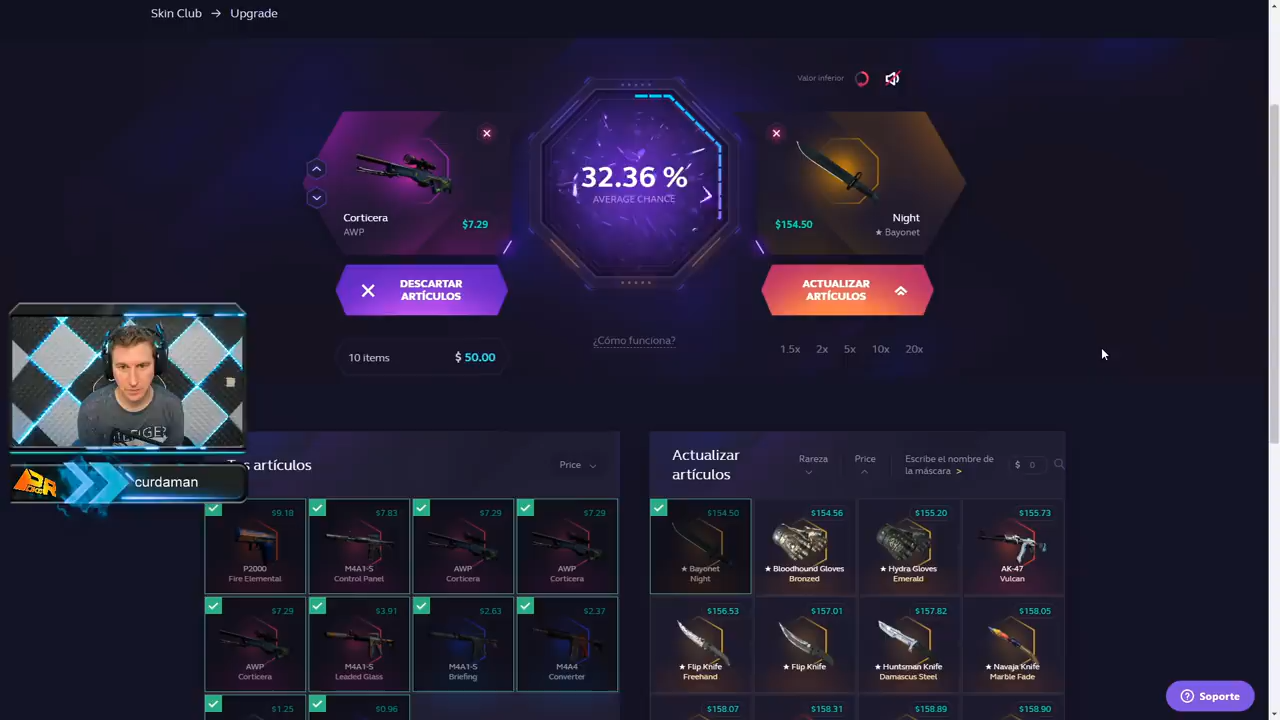 Skin Club → Upgrade
Valor inferior
32.36 %
AVERAGE CHANCE
Corticera
AWP
$7.29
$154.50
Night
★ Bayonet
DESCARTAR
ARTÍCULOS
ACTUALIZAR
ARTÍCULOS
10 items
$ 50.00
¿Cómo funciona?
1.5x 2x 5x 10x 20x
curdaman
artículos
Price
Actualizar
artículos
Rareza
Price
Escribe el nombre de
la máscara >
$ 0
$9.18
P2000
Fire Elemental
$7.83
M4A1-S
Control Panel
$7.29
AWP
Corticera
$7.29
AWP
Corticera
$154.50
★ Bayonet
Night
$154.56
★ Bloodhound Gloves
Bronzed
$155.20
★ Hydra Gloves
Emerald
$155.73
AK-47
Vulcan
$7.29
AWP
Corticera
$3.91
M4A1-S
Leaded Glass
$2.63
M4A1-S
Briefing
$2.37
M4A4
Converter
$156.53
★ Flip Knife
Freehand
$157.01
★ Flip Knife
$157.82
★ Huntsman Knife
Damascus Steel
$158.05
★ Navaja Knife
Marble Fade
$1.25
$0.96
$158.07
$158.31
$158.89
$158.90
Soporte